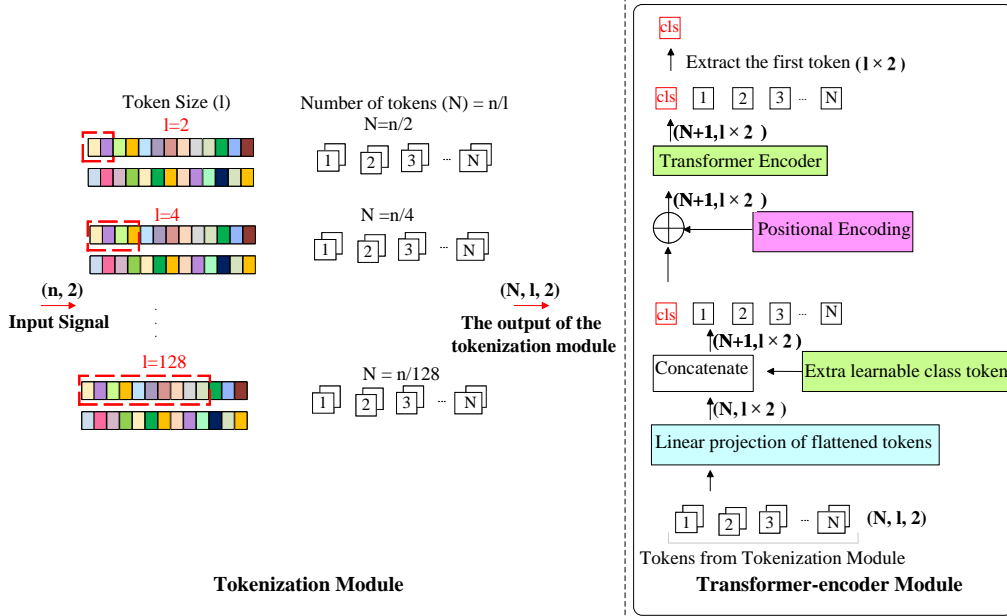 Token Size (l)
l=2
Number of tokens (N) = n/l
N=n/2
1 2 3 ... N
l=4
N =n/4
1 2 3 ... N
(n, 2)
Input Signal
(N, l, 2)
The output of the
tokenization module
l=128
N = n/128
1 2 3 ... N
Tokenization Module
cls
Extract the first token (l × 2)
cls 1 2 3 ... N
(N+1, l × 2 )
Transformer Encoder
(N+1, l × 2 )
Positional Encoding
cls 1 2 3 ... N
(N+1, l × 2)
Concatenate
Extra learnable class token
(N, l × 2)
Linear projection of flattened tokens
1 2 3 ... N (N, l, 2)
Tokens from Tokenization Module
Transformer-encoder Module